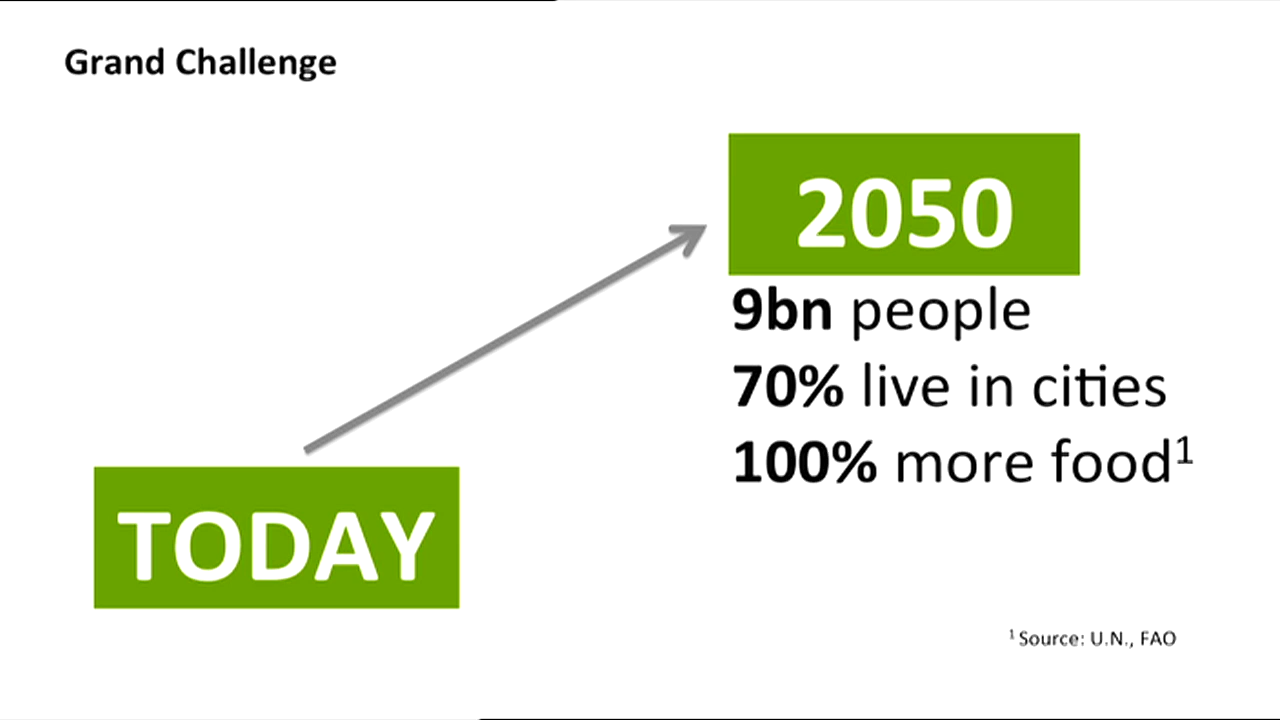 Grand Challenge
2050
9bn people
70% live in cities
100% more food¹
TODAY
¹ Source: U.N., FAO